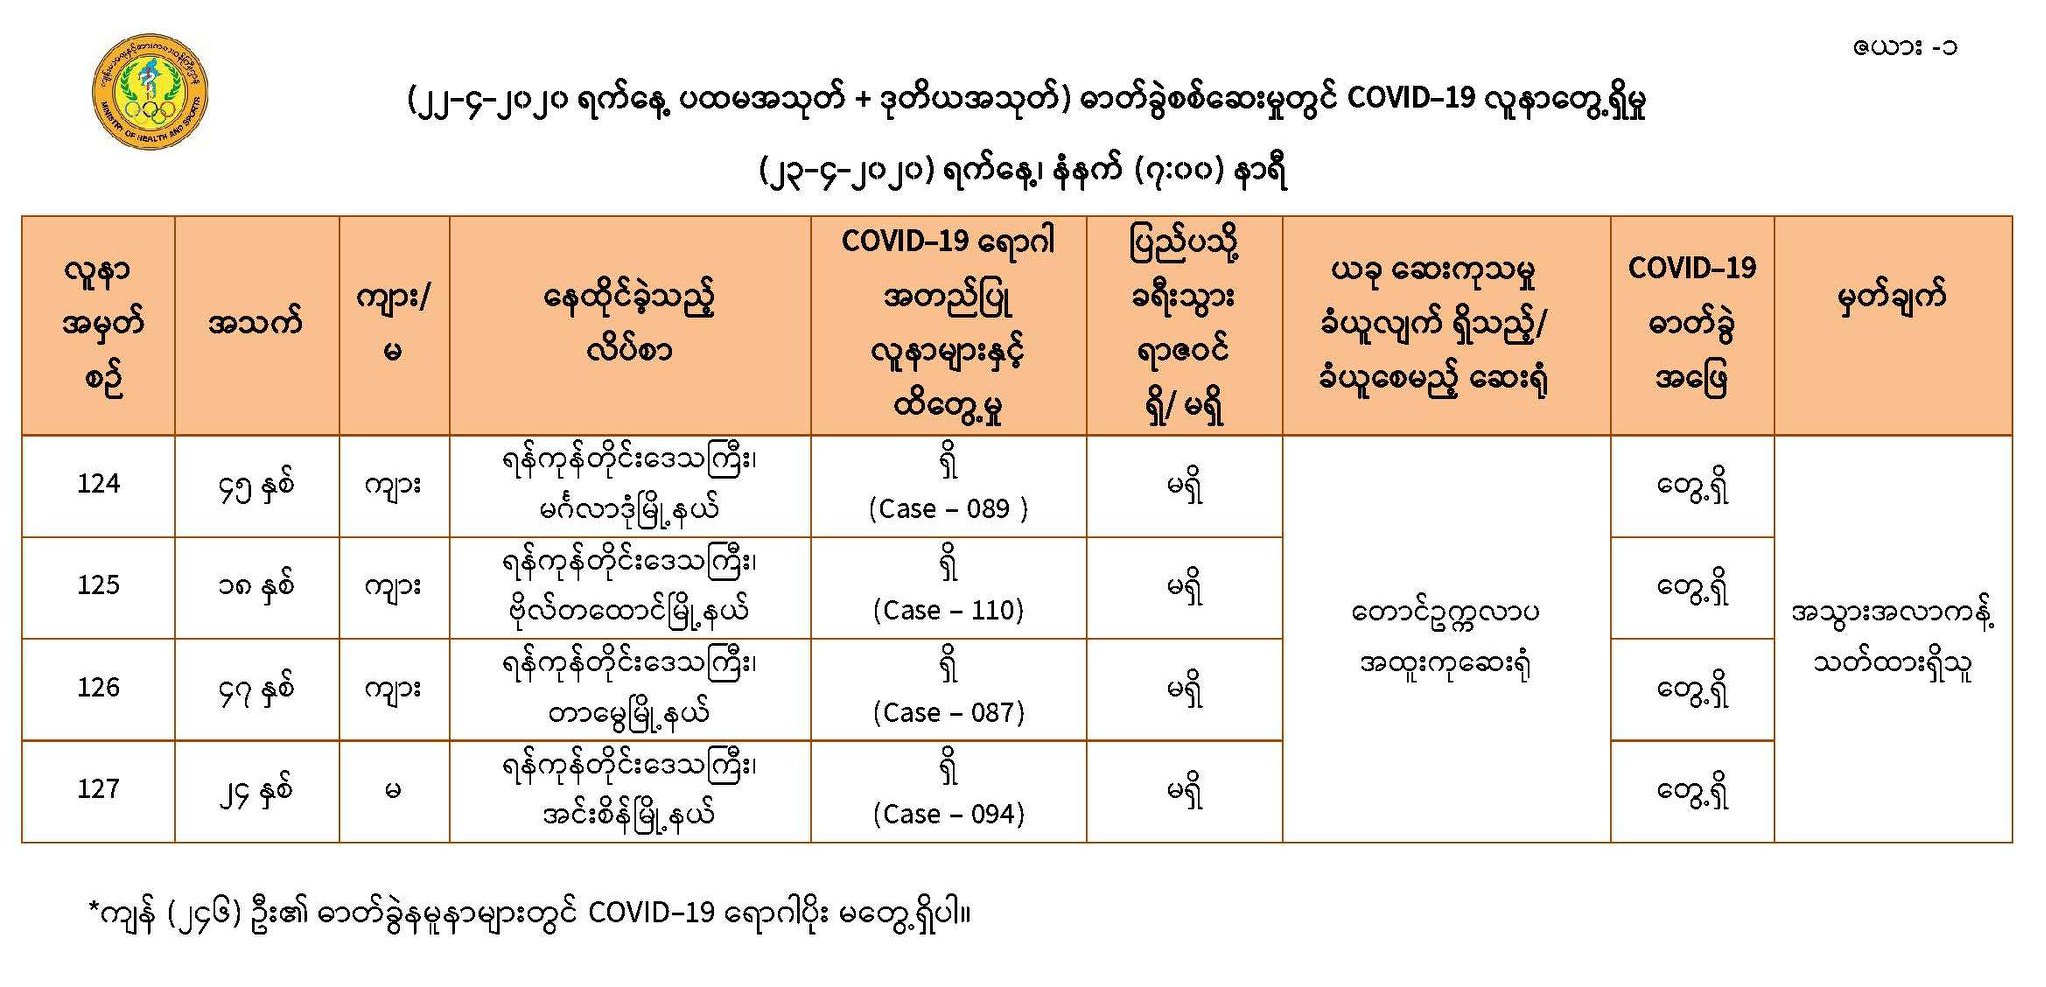 ဇယား -၁
(၂၂–၄–၂၀၂၀ ရက်နေ့ ပထမအသုတ် + ဒုတိယအသုတ်) ဓာတ်ခွဲစစ်ဆေးမှုတွင် COVID–19 လူနာတွေ့ရှိမှု
(၂၃–၄–၂၀၂၀) ရက်နေ့၊ နံနက် (၇:၀၀) နာရီ
လူနာ
အမှတ်
စဉ်
အသက်
ကျား/
မ
နေထိုင်ခဲ့သည့်
လိပ်စာ
COVID–19 ရောဂါ
အတည်ပြု
လူနာများနှင့်
ထိတွေ့မှု
ပြည်ပသို့
ခရီးသွား
ရာဇဝင်
ရှိ/ မရှိ
ယခု ဆေးကုသမှု
ခံယူလျက် ရှိသည့်/
ခံယူစေမည့် ဆေးရုံ
COVID–19
ဓာတ်ခွဲ
အဖြေ
မှတ်ချက်
124
၄၅ နှစ်
ကျား
ရန်ကုန်တိုင်းဒေသကြီး၊
မင်္ဂလာဒုံမြို့နယ်
ရှိ
(Case – 089 )
မရှိ
တွေ့ရှိ
125
၁၈ နှစ်
ကျား
ရန်ကုန်တိုင်းဒေသကြီး၊
ဗိုလ်တထောင်မြို့နယ်
ရှိ
(Case – 110)
မရှိ
တွေ့ရှိ
126
၄၇ နှစ်
ကျား
ရန်ကုန်တိုင်းဒေသကြီး၊
တာမွေမြို့နယ်
ရှိ
(Case – 087)
မရှိ
တွေ့ရှိ
127
၂၄ နှစ်
မ
ရန်ကုန်တိုင်းဒေသကြီး၊
အင်းစိန်မြို့နယ်
ရှိ
(Case – 094)
မရှိ
တွေ့ရှိ
တောင်ဥက္ကလာပ
အထူးကုဆေးရုံ
အသွားအလာကန့်
သတ်ထားရှိသူ
*ကျန် (၂၄၆) ဦး၏ ဓာတ်ခွဲနမူနာများတွင် COVID–19 ရောဂါပိုး မတွေ့ရှိပါ။
MINISTRY OF HEALTH AND SPORTS